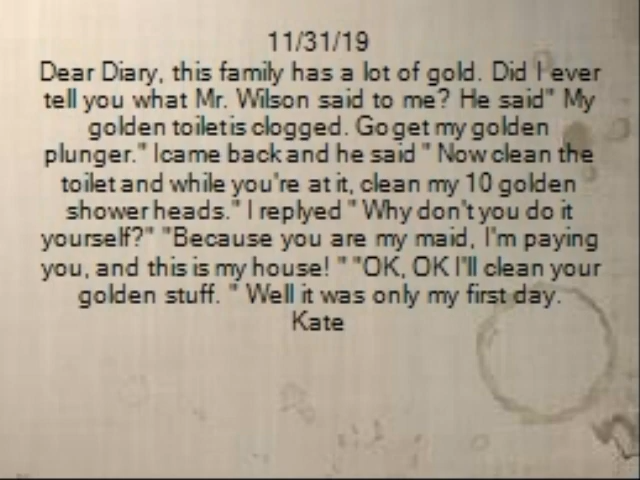 11/31/19
Dear Diary, this family has a lot of gold. Did I ever
tell you what Mr. Wilson said to me? He said" My
golden toilet is clogged. Go get my golden
plunger." I came back and he said " Now clean the
toilet and while you're at it, clean my 10 golden
shower heads." I replyed " Why don't you do it
yourself?" "Because you are my maid, I'm paying
you, and this is my house! " "OK, OK I'll clean your
golden stuff. " Well it was only my first day.
Kate